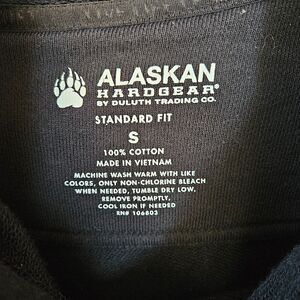 ALASKAN
HARDGEAR®
BY DULUTH TRADING CO.
STANDARD FIT
S
100% COTTON
MADE IN VIETNAM
MACHINE WASH WARM WITH LIKE
COLORS, ONLY NON-CHLORINE BLEACH
WHEN NEEDED, TUMBLE DRY LOW.
REMOVE PROMPTLY,
COOL IRON IF NEEDED
RN# 106803